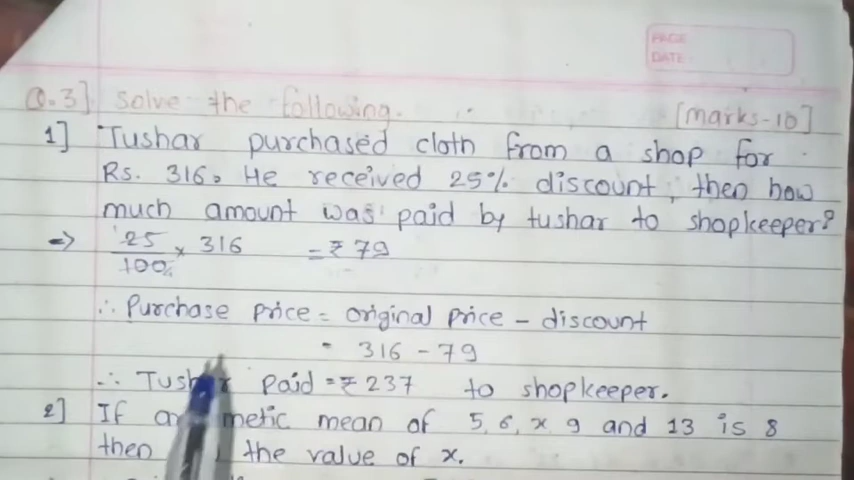 PAGE
DATE
Q.3] Solve the following. [Marks-10]
1] Tushar purchased cloth from a shop for
Rs. 316. He received 25% discount, then how
much amount was paid by tushar to shopkeeper?
=> 25/100 × 316 = ₹ 79
∴ Purchase price = original price - discount
= 316 - 79
∴ Tushar paid = ₹ 237 to shopkeeper.
2] If metic mean of 5, 6, x 9 and 13 is 8
then the value of x.